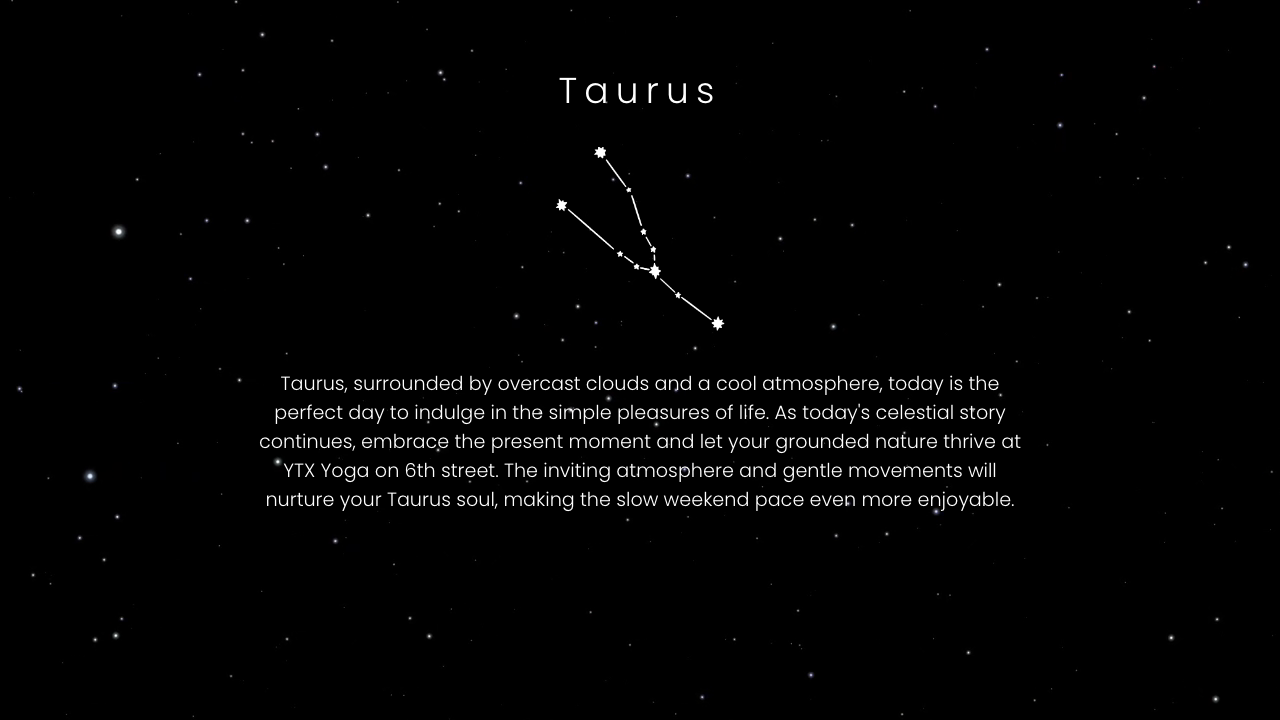 Taurus
Taurus, surrounded by overcast clouds and a cool atmosphere, today is the
perfect day to indulge in the simple pleasures of life. As today's celestial story
continues, embrace the present moment and let your grounded nature thrive at
YTX Yoga on 6th street. The inviting atmosphere and gentle movements will
nurture your Taurus soul, making the slow weekend pace even more enjoyable.